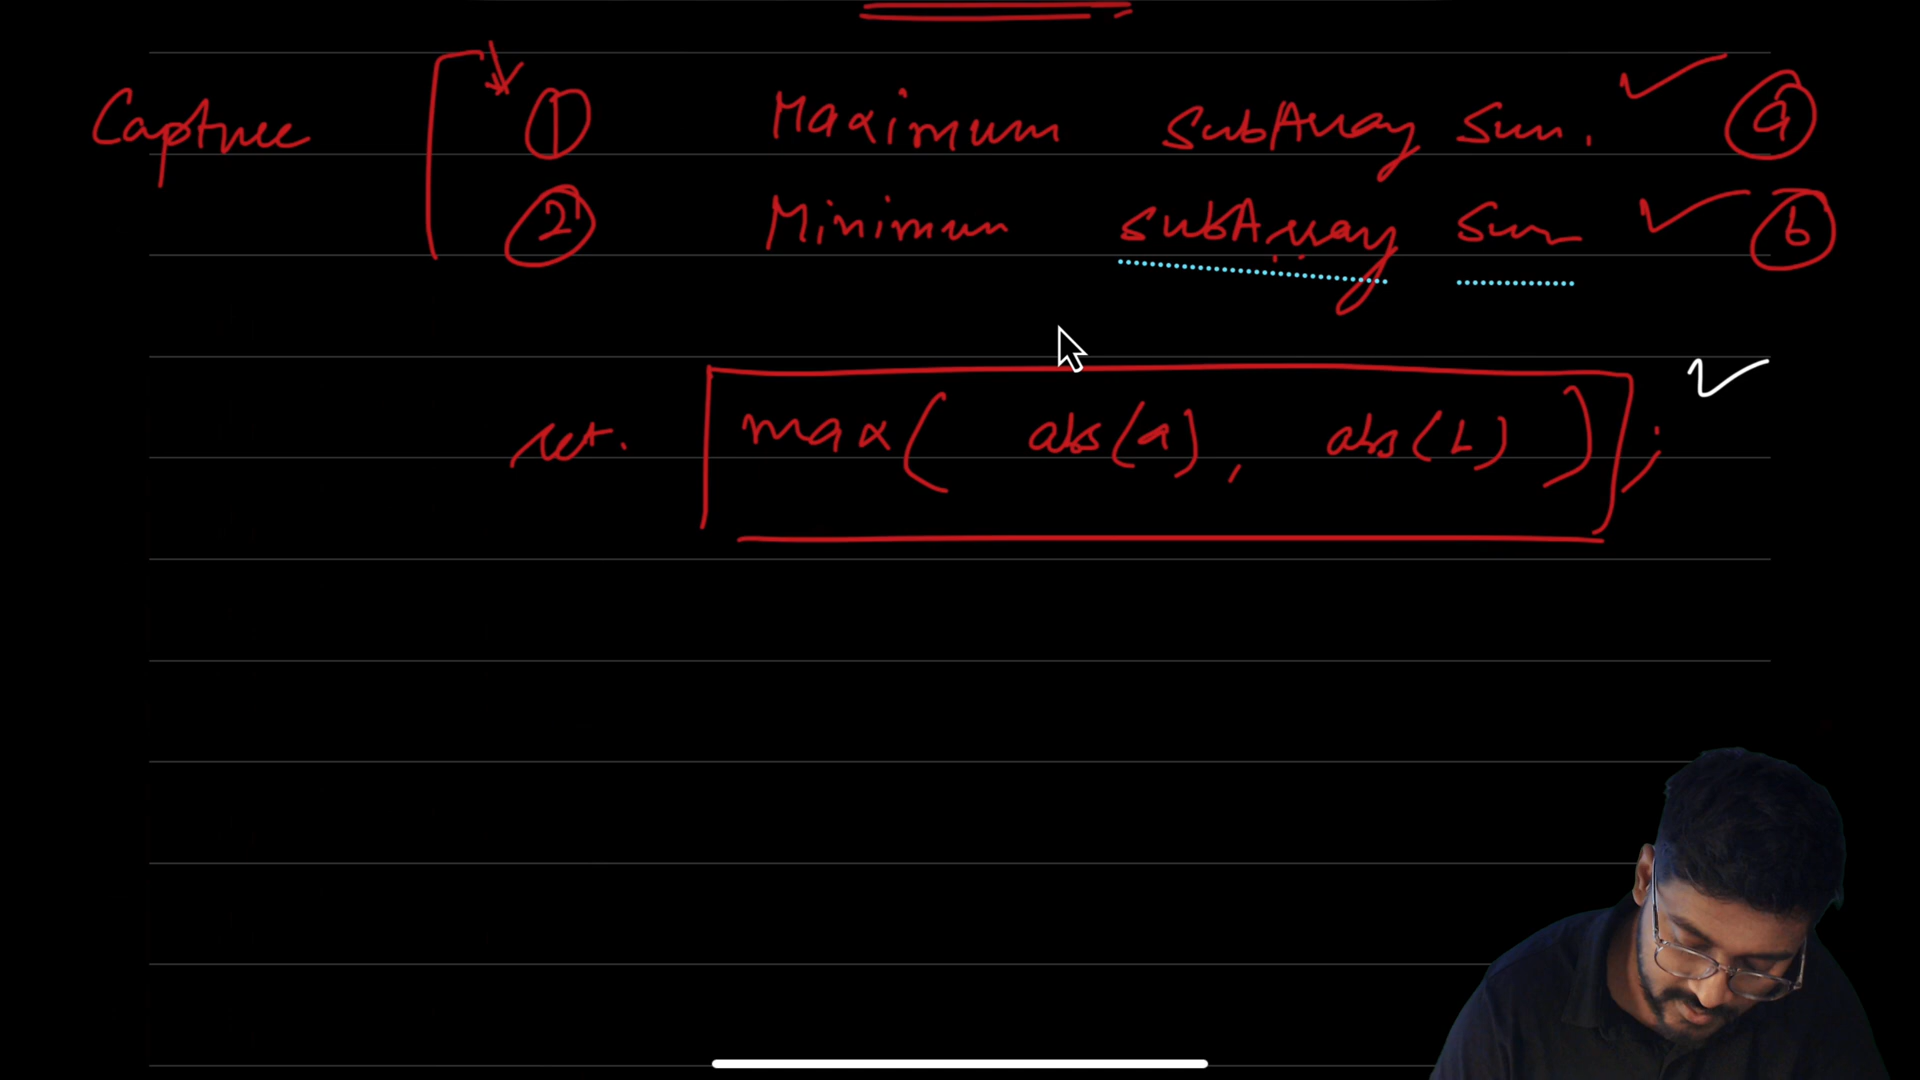 Capture ① Maximum SubArray Sum. ✓ ⓐ
② Minimum SubArray Sum ✓ ⓑ
ret. max( abs(a), abs(b) ); ✓